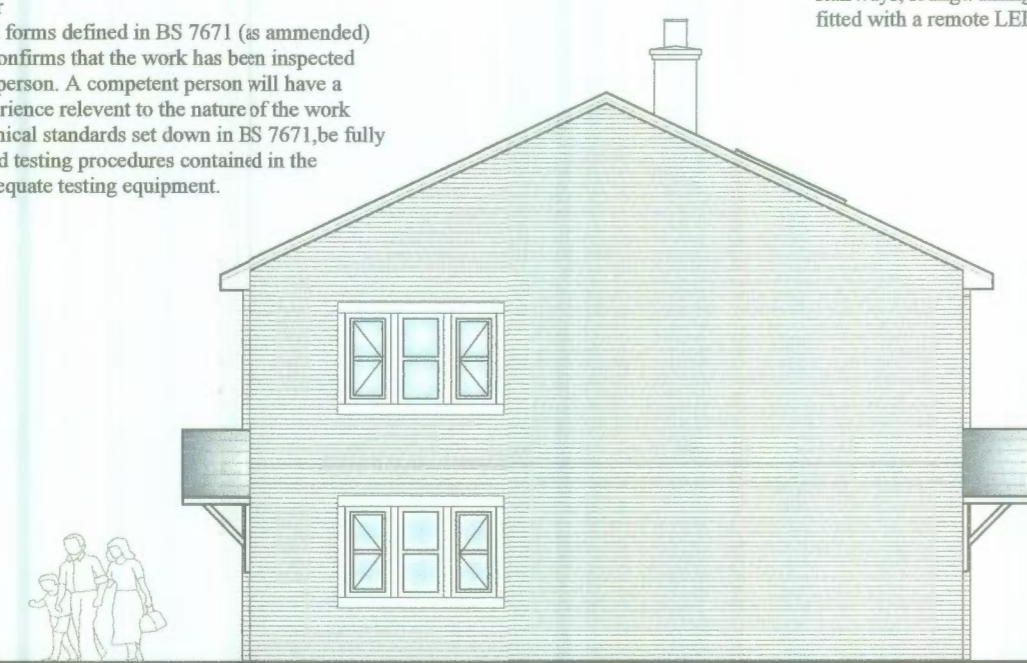 forms defined in BS 7671 (as ammended)
onfirms that the work has been inspected
person. A competent person will have a
rience relevent to the nature of the work
nical standards set down in BS 7671,be fully
d testing procedures contained in the
equate testing equipment.
fitted with a remote LED